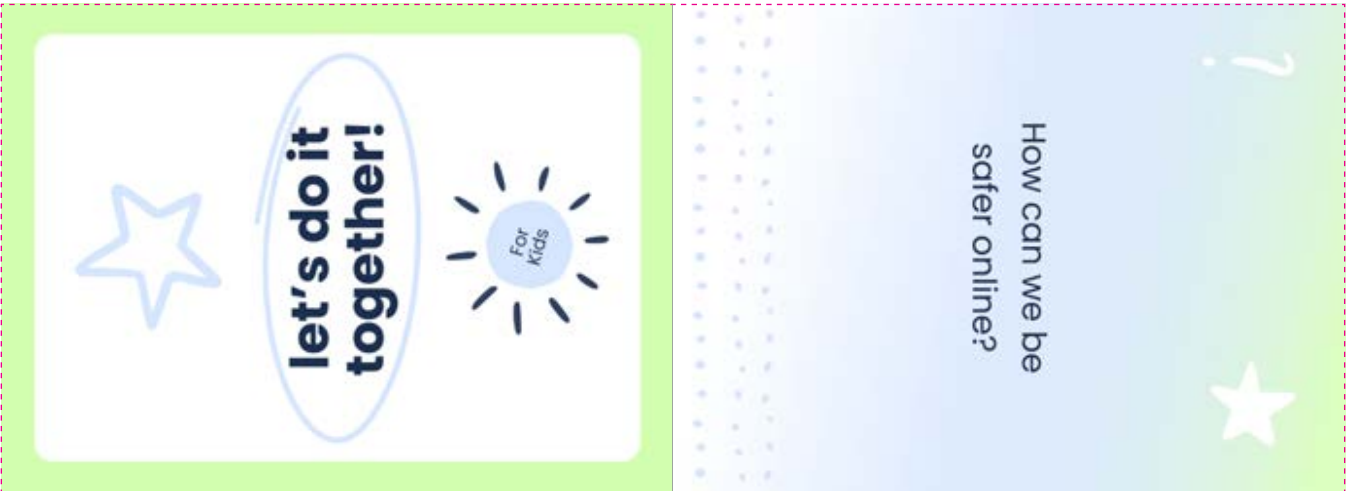 let's do it
together!
For
Kids
How can we be
safer online?